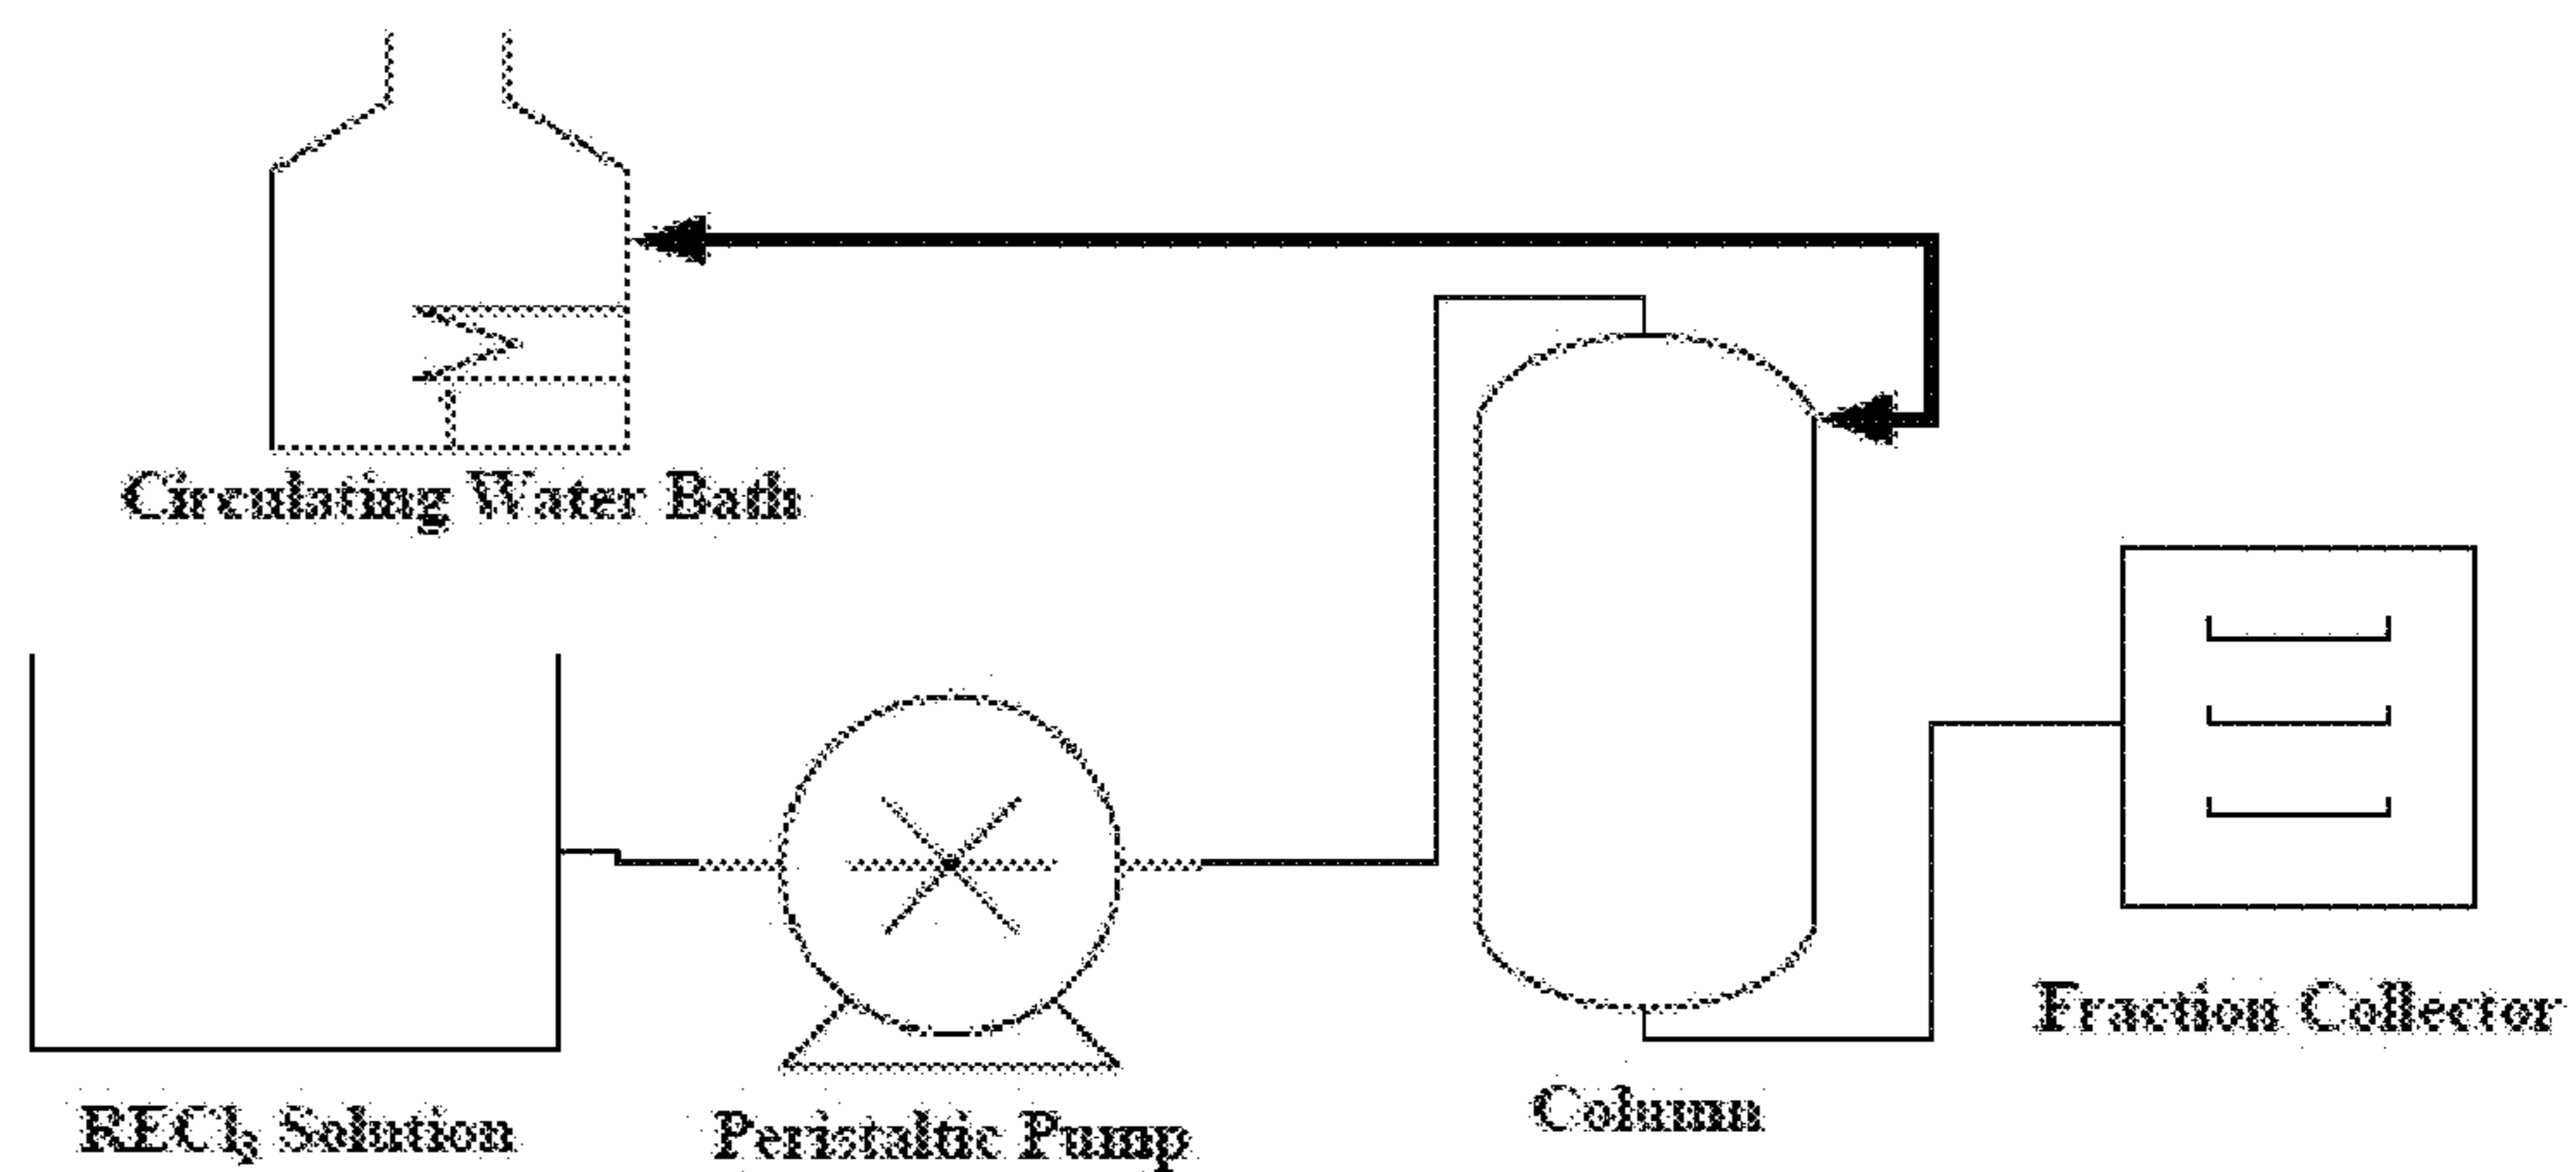 Circulating Water Bath
Fraction Collector
RECl₃ Solution
Peristaltic Pump
Column